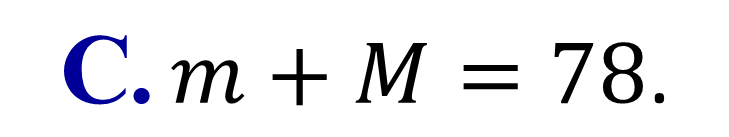 C. m + M = 78.